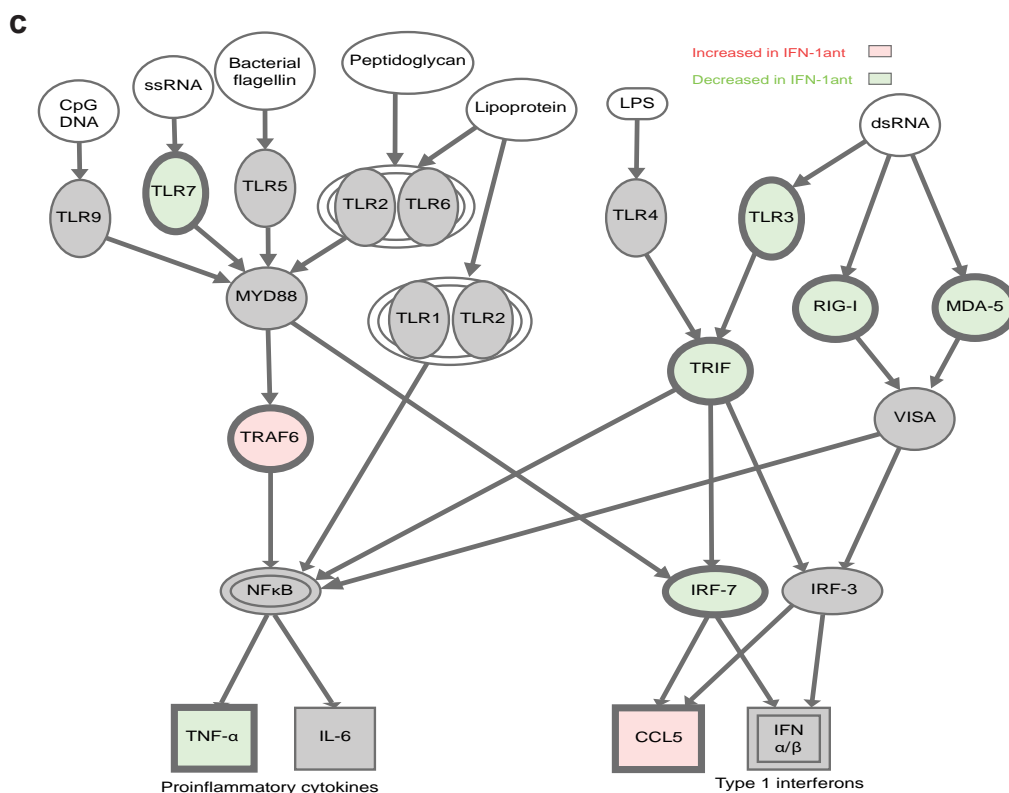 c
Increased in IFN-1ant
Decreased in IFN-1ant
CpG
DNA
ssRNA
Bacterial
flagellin
Peptidoglycan
Lipoprotein
LPS
dsRNA
TLR9
TLR7
TLR5
TLR2
TLR6
TLR4
TLR3
MYD88
TLR1
TLR2
RIG-I
MDA-5
TRIF
VISA
TRAF6
NFκB
IRF-7
IRF-3
TNF-α
IL-6
CCL5
IFN
α/β
Proinflammatory cytokines
Type 1 interferons